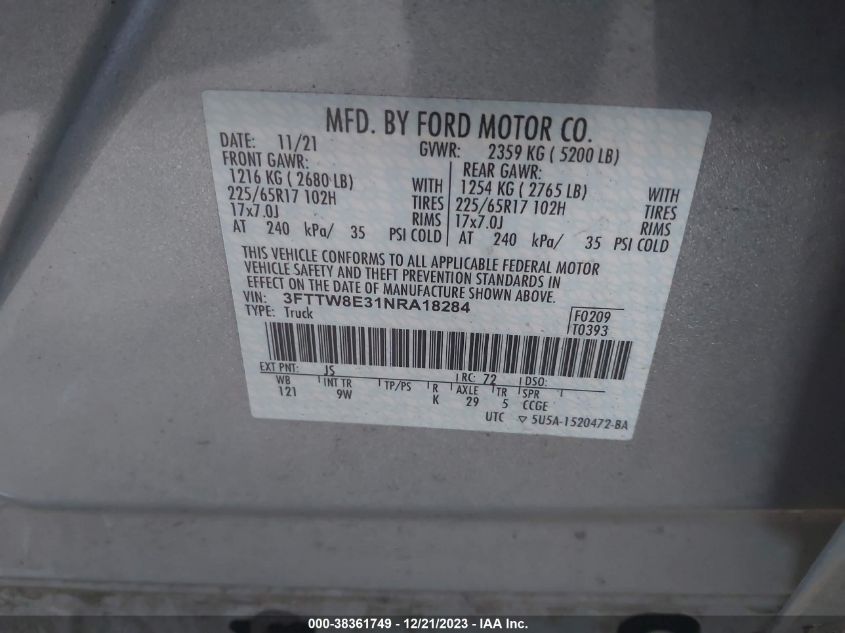 MFD. BY FORD MOTOR CO.
DATE: 11/21 GVWR: 2359 KG ( 5200 LB)
FRONT GAWR: REAR GAWR:
1216 KG ( 2680 LB) WITH 1254 KG ( 2765 LB) WITH
225/65R17 102H TIRES 225/65R17 102H TIRES
17x7.0J RIMS 17x7.0J RIMS
AT 240 kPa/ 35 PSI COLD AT 240 kPa/ 35 PSI COLD
THIS VEHICLE CONFORMS TO ALL APPLICABLE FEDERAL MOTOR
VEHICLE SAFETY AND THEFT PREVENTION STANDARDS IN
EFFECT ON THE DATE OF MANUFACTURE SHOWN ABOVE.
VIN: 3FTTW8E31NRA18284 F0209
TYPE: Truck T0393
EXT PNT: JS RC: 72 DSO:
WB INT TR TP/PS R AXLE TR SPR
121 9W K 29 5 CCGE
UTC ▽ 5U5A-1520472-BA
000-38361749 - 12/21/2023 - IAA Inc.